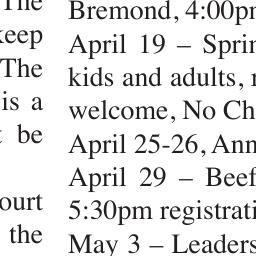 The
keep
The
is a
be
ourt
the
Bremond, 4:00pm
April 19 – Sprin
kids and adults, r
welcome, No Ch
April 25-26, Ann
April 29 – Beef
5:30pm registrati
May 3 – Leaders